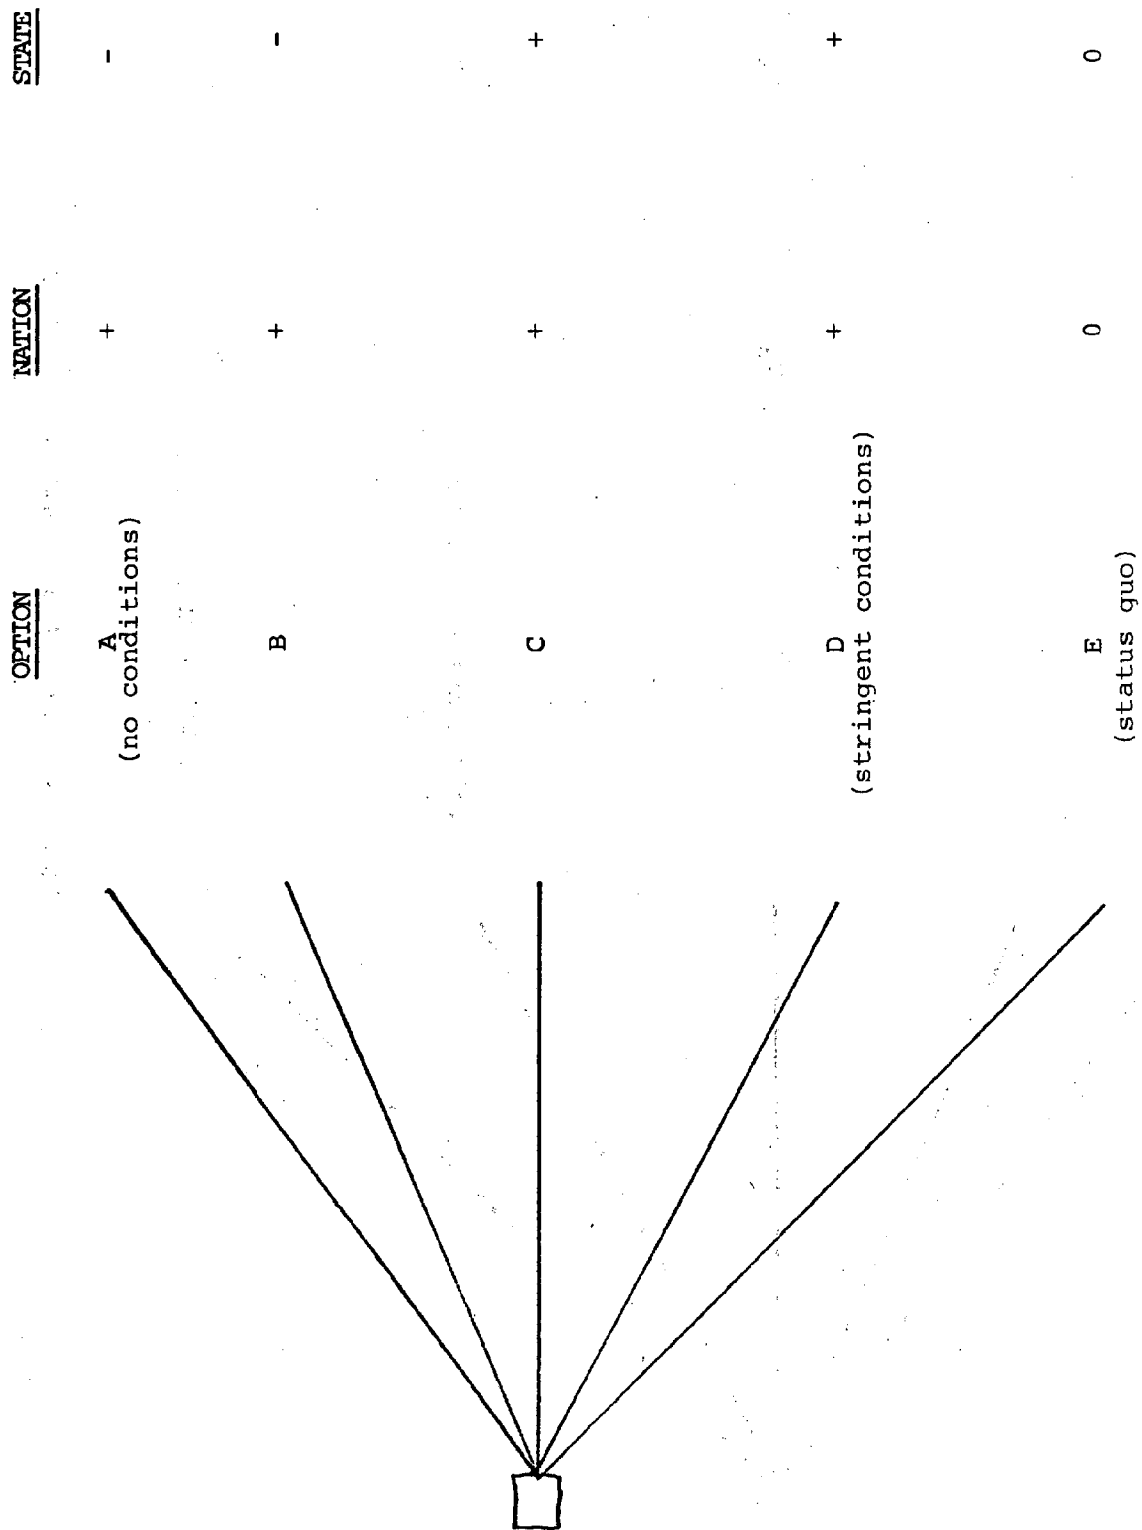 OPTION NATION STATE
A + -
(no conditions)
B + -
C + +
D + +
(stringent conditions)
E 0 0
(status quo)